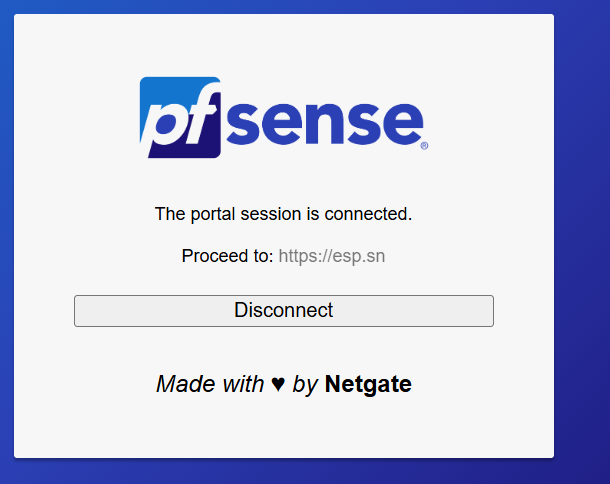 pfsense®
The portal session is connected.
Proceed to: https://esp.sn
Disconnect
Made with ♥ by Netgate